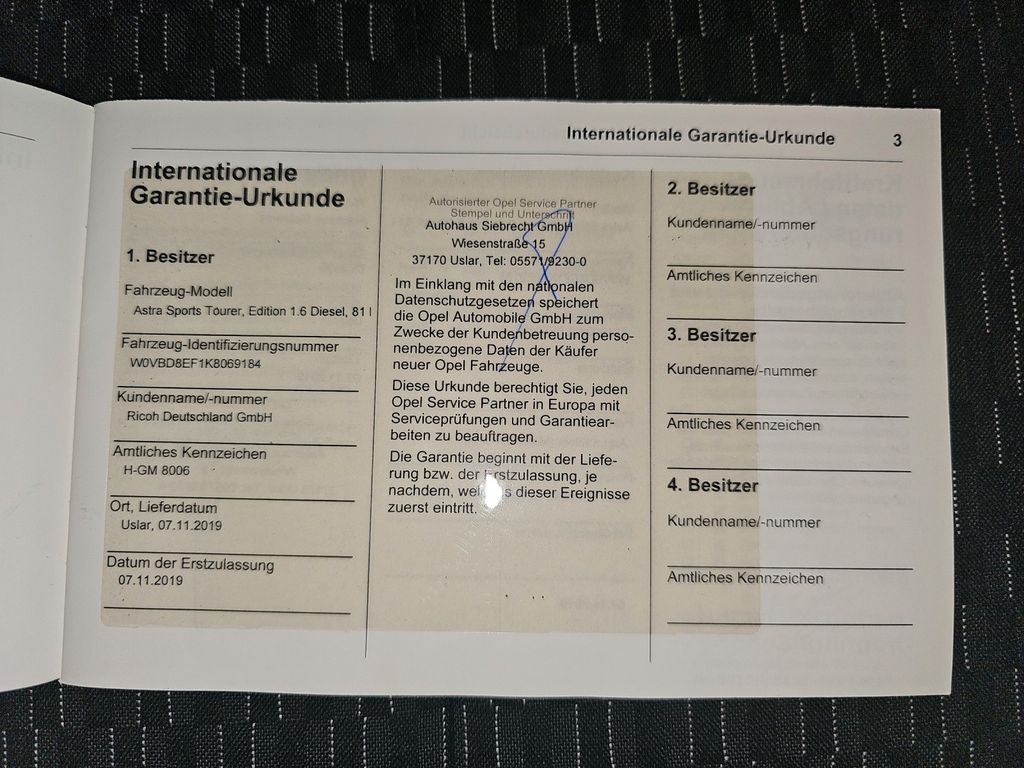 Internationale Garantie-Urkunde 3
Internationale
Garantie-Urkunde
1. Besitzer
Fahrzeug-Modell
Astra Sports Tourer, Edition 1.6 Diesel, 81
Fahrzeug-Identifizierungsnummer
W0VBD8EF1K8069184
Kundenname/-nummer
Ricoh Deutschland GmbH
Amtliches Kennzeichen
H-GM 8006
Ort, Lieferdatum
Uslar, 07.11.2019
Datum der Erstzulassung
07.11.2019
Autorisierter Opel Service Partner
Stempel und Unterschrift
Autohaus Siebrecht GmbH
Wiesenstraße 15
37170 Uslar, Tel: 05571/9230-0
Im Einklang mit den nationalen
Datenschutzgesetzen speichert
die Opel Automobile GmbH zum
Zwecke der Kundenbetreuung perso-
nenbezogene Daten der Käufer
neuer Opel Fahrzeuge.
Diese Urkunde berechtigt Sie, jeden
Opel Service Partner in Europa mit
Serviceprüfungen und Garantiear-
beiten zu beauftragen.
Die Garantie beginnt mit der Liefe-
rung bzw. der Erstzulassung, je
nachdem, welches dieser Ereignisse
zuerst eintritt.
2. Besitzer
Kundenname/-nummer
Amtliches Kennzeichen
3. Besitzer
Kundenname/-nummer
Amtliches Kennzeichen
4. Besitzer
Kundenname/-nummer
Amtliches Kennzeichen